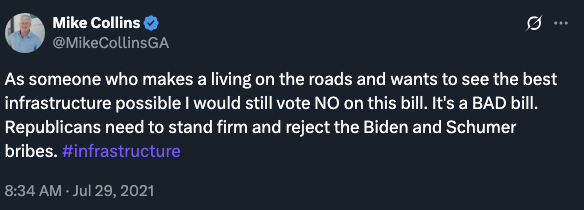 Mike Collins
@MikeCollinsGA
As someone who makes a living on the roads and wants to see the best
infrastructure possible I would still vote NO on this bill. It's a BAD bill.
Republicans need to stand firm and reject the Biden and Schumer
bribes. #infrastructure
8:34 AM · Jul 29, 2021